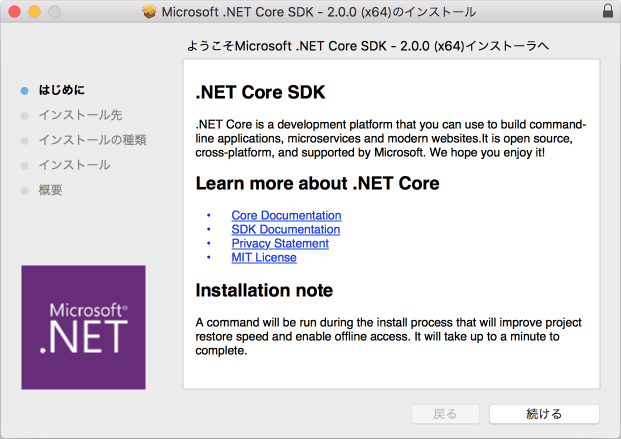 Microsoft .NET Core SDK - 2.0.0 (x64)のインストール
ようこそMicrosoft .NET Core SDK - 2.0.0 (x64)インストーラへ
はじめに
インストール先
インストールの種類
インストール
概要
Microsoft®
.NET
.NET Core SDK
.NET Core is a development platform that you can use to build command-
line applications, microservices and modern websites.It is open source,
cross-platform, and supported by Microsoft. We hope you enjoy it!
Learn more about .NET Core
• Core Documentation
• SDK Documentation
• Privacy Statement
• MIT License
Installation note
A command will be run during the install process that will improve project
restore speed and enable offline access. It will take up to a minute to
complete.
戻る
続ける